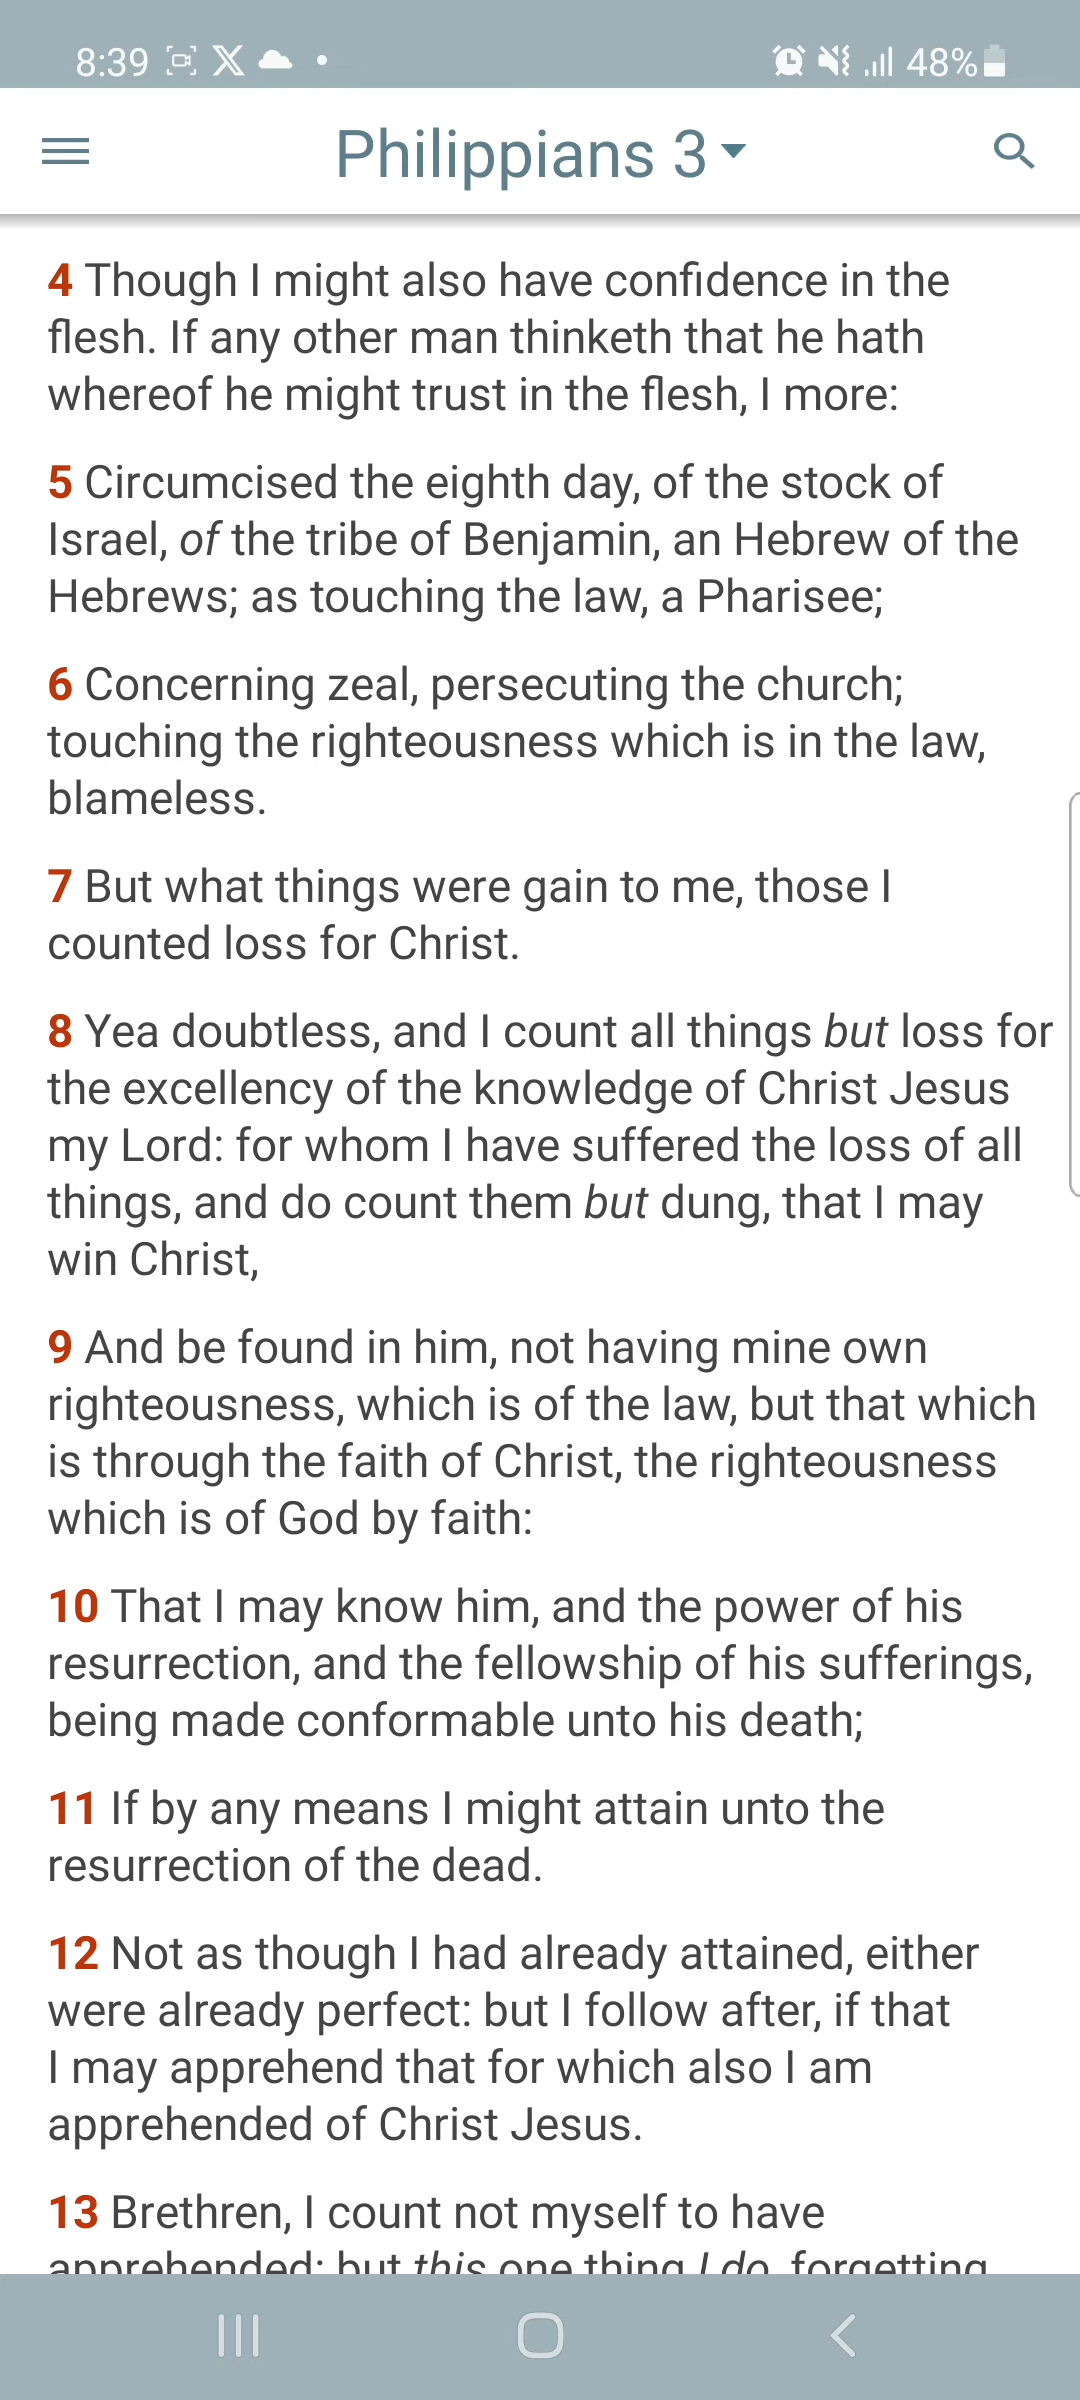 8:39 X 48%
Philippians 3
4 Though I might also have confidence in the
flesh. If any other man thinketh that he hath
whereof he might trust in the flesh, I more:
5 Circumcised the eighth day, of the stock of
Israel, of the tribe of Benjamin, an Hebrew of the
Hebrews; as touching the law, a Pharisee;
6 Concerning zeal, persecuting the church;
touching the righteousness which is in the law,
blameless.
7 But what things were gain to me, those I
counted loss for Christ.
8 Yea doubtless, and I count all things but loss for
the excellency of the knowledge of Christ Jesus
my Lord: for whom I have suffered the loss of all
things, and do count them but dung, that I may
win Christ,
9 And be found in him, not having mine own
righteousness, which is of the law, but that which
is through the faith of Christ, the righteousness
which is of God by faith:
10 That I may know him, and the power of his
resurrection, and the fellowship of his sufferings,
being made conformable unto his death;
11 If by any means I might attain unto the
resurrection of the dead.
12 Not as though I had already attained, either
were already perfect: but I follow after, if that
I may apprehend that for which also I am
apprehended of Christ Jesus.
13 Brethren, I count not myself to have
apprehended: but this one thing I do, forgetting